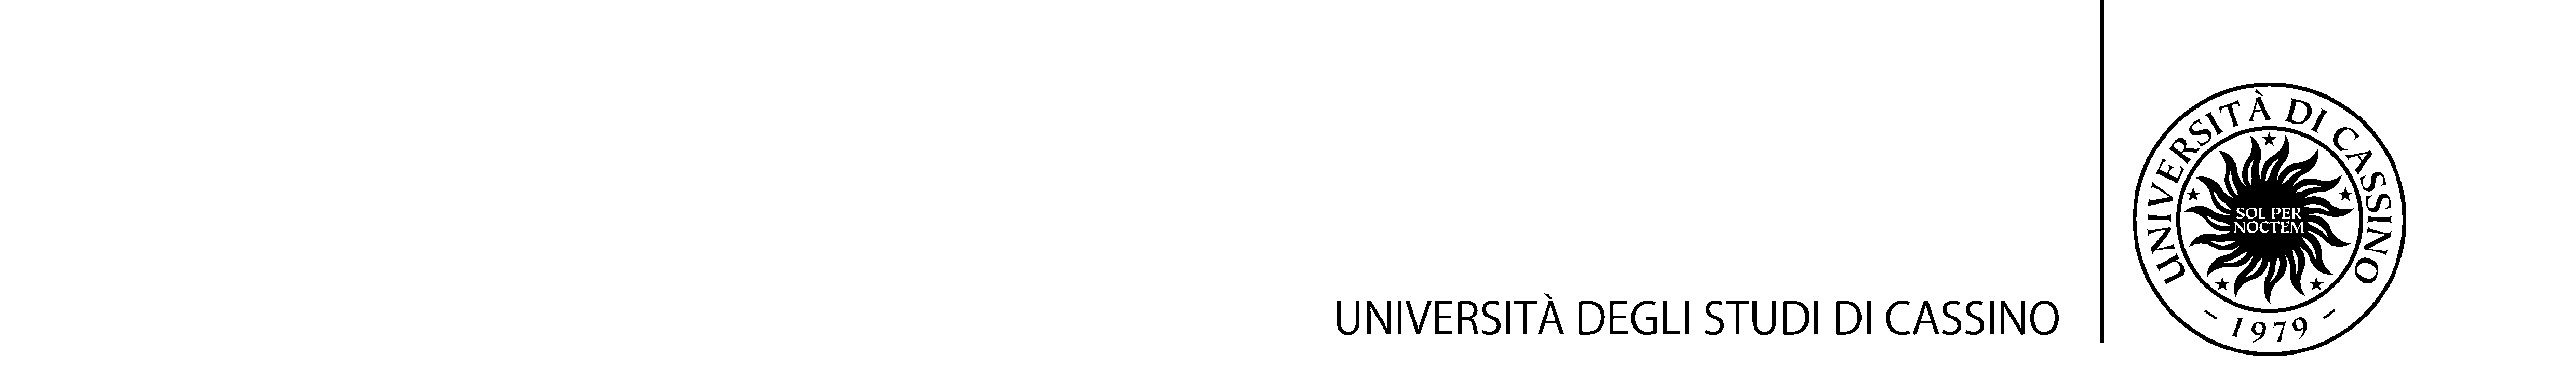 UNIVERSITÀ DEGLI STUDI DI CASSINO
UNIVERSITÀ DI CASSINO
SOL PER
NOCTEM
– 1979 –